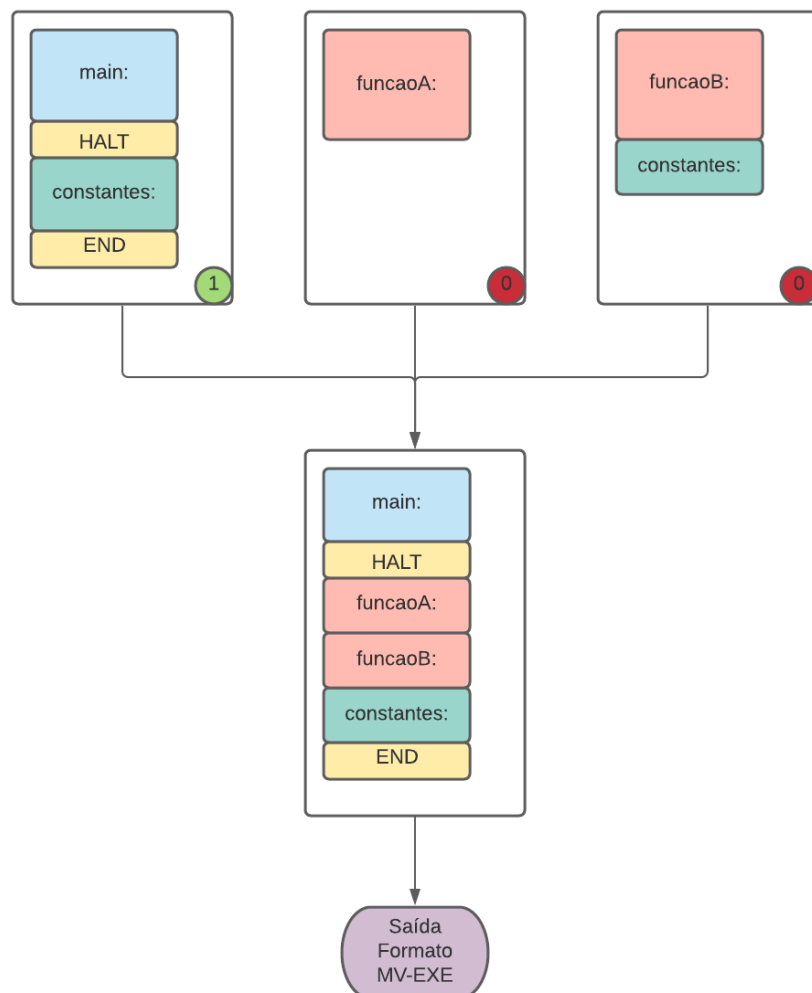 main:
HALT
constantes:
END
1
funcaoA:
0
funcaoB:
constantes:
0
main:
HALT
funcaoA:
funcaoB:
constantes:
END
Saída
Formato
MV-EXE